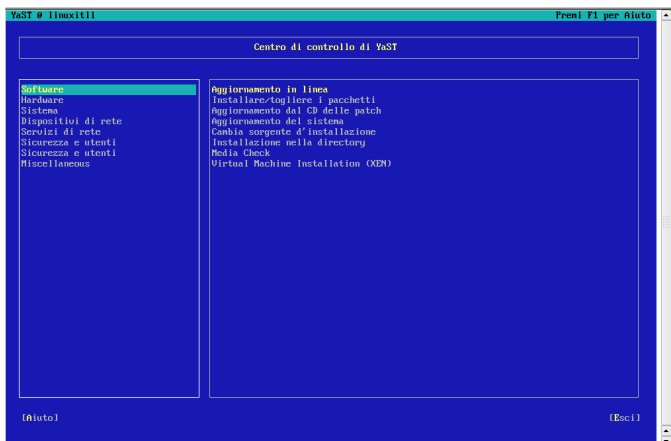 YaST @ linuxitll Premi F1 per Aiuto
Centro di controllo di YaST
Software
Hardware
Sistema
Dispositivi di rete
Servizi di rete
Sicurezza e utenti
Sicurezza e utenti
Miscellaneous
Aggiornamento in linea
Installare/togliere i pacchetti
Aggiornamento dal CD delle patch
Aggiornamento del sistema
Cambia sorgente d'installazione
Installazione nella directory
Media Check
Virtual Machine Installation (XEN)
[Aiuto] [Esci]